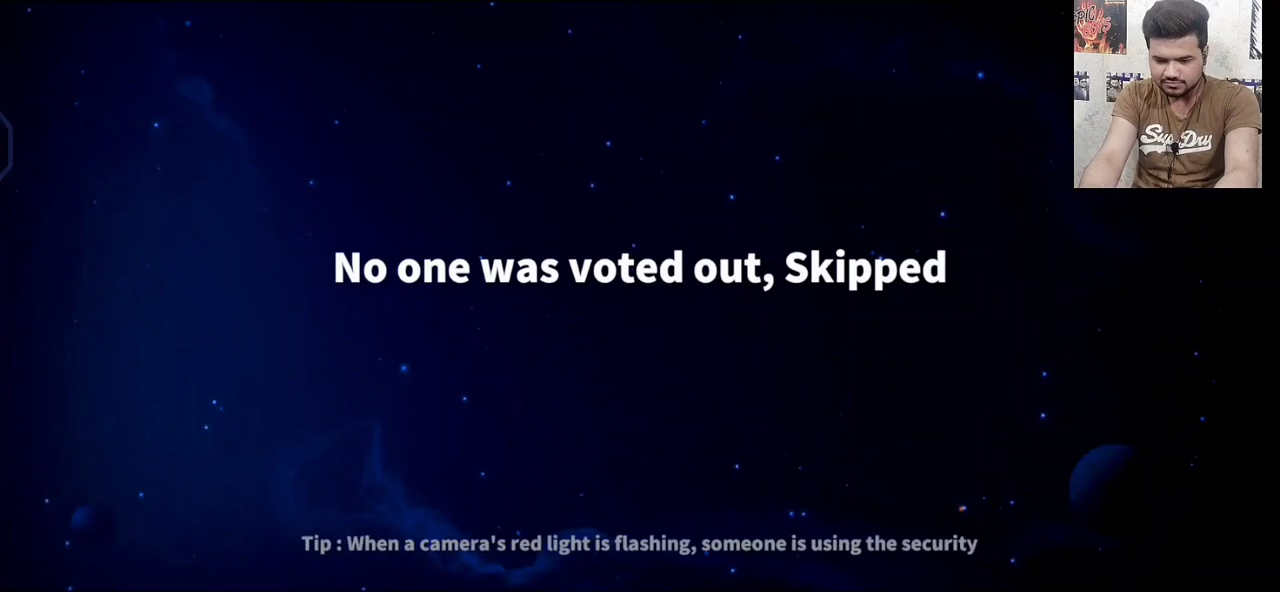 No one was voted out, Skipped
Tip : When a camera's red light is flashing, someone is using the security
EPIC
Superdry